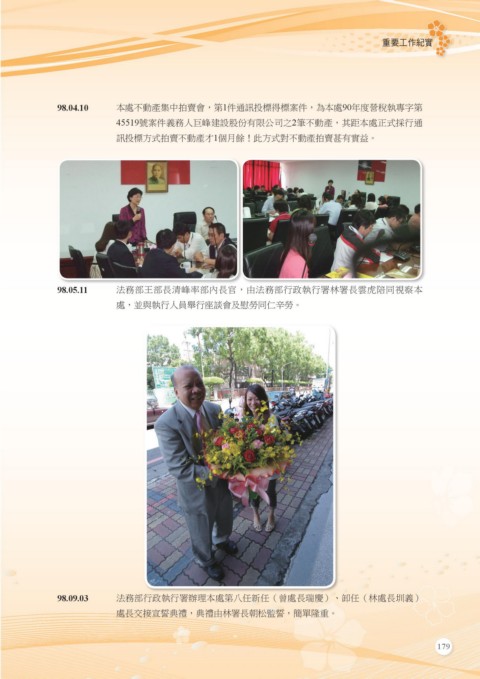 重要工作紀實
98.04.10 本處不動產集中拍賣會，第1件通訊投標得標案件，為本處90年度營稅執專字第
45519號案件義務人巨峰建設股份有限公司之2筆不動產，其距本處正式採行通
訊投標方式拍賣不動產才1個月餘！此方式對不動產拍賣甚有實益。
98.05.11 法務部王部長清峰率部內長官，由法務部行政執行署林署長雲虎陪同視察本
處，並與執行人員舉行座談會及慰勞同仁辛勞。
98.09.03 法務部行政執行署辦理本處第八任新任（曾處長瑞慶），卸任（林處長圳義）
處長交接宣誓典禮，典禮由林署長朝松監誓，簡單隆重。
179